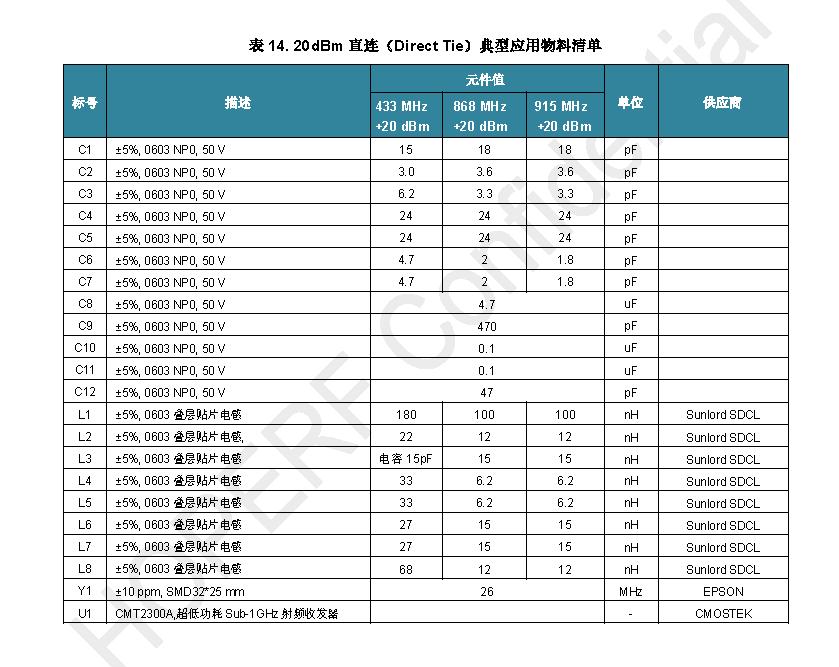 表 14. 20dBm 直连（Direct Tie）典型应用物料清单
标号 描述 元件值 单位 供应商
433 MHz +20 dBm 868 MHz +20 dBm 915 MHz +20 dBm
C1 ±5%, 0603 NP0, 50 V 15 18 18 pF
C2 ±5%, 0603 NP0, 50 V 3.0 3.6 3.6 pF
C3 ±5%, 0603 NP0, 50 V 6.2 3.3 3.3 pF
C4 ±5%, 0603 NP0, 50 V 24 24 24 pF
C5 ±5%, 0603 NP0, 50 V 24 24 24 pF
C6 ±5%, 0603 NP0, 50 V 4.7 2 1.8 pF
C7 ±5%, 0603 NP0, 50 V 4.7 2 1.8 pF
C8 ±5%, 0603 NP0, 50 V 4.7 uF
C9 ±5%, 0603 NP0, 50 V 470 pF
C10 ±5%, 0603 NP0, 50 V 0.1 uF
C11 ±5%, 0603 NP0, 50 V 0.1 uF
C12 ±5%, 0603 NP0, 50 V 47 pF
L1 ±5%, 0603 叠层贴片电感 180 100 100 nH Sunlord SDCL
L2 ±5%, 0603 叠层贴片电感, 22 12 12 nH Sunlord SDCL
L3 ±5%, 0603 叠层贴片电感 电容 15pF 15 15 nH Sunlord SDCL
L4 ±5%, 0603 叠层贴片电感 33 6.2 6.2 nH Sunlord SDCL
L5 ±5%, 0603 叠层贴片电感 33 6.2 6.2 nH Sunlord SDCL
L6 ±5%, 0603 叠层贴片电感 27 15 15 nH Sunlord SDCL
L7 ±5%, 0603 叠层贴片电感 27 15 15 nH Sunlord SDCL
L8 ±5%, 0603 叠层贴片电感 68 12 12 nH Sunlord SDCL
Y1 ±10 ppm, SMD32*25 mm 26 MHz EPSON
U1 CMT2300A,超低功耗 Sub-1GHz 射频收发器 - CMOSTEK
HOPERF Confidential